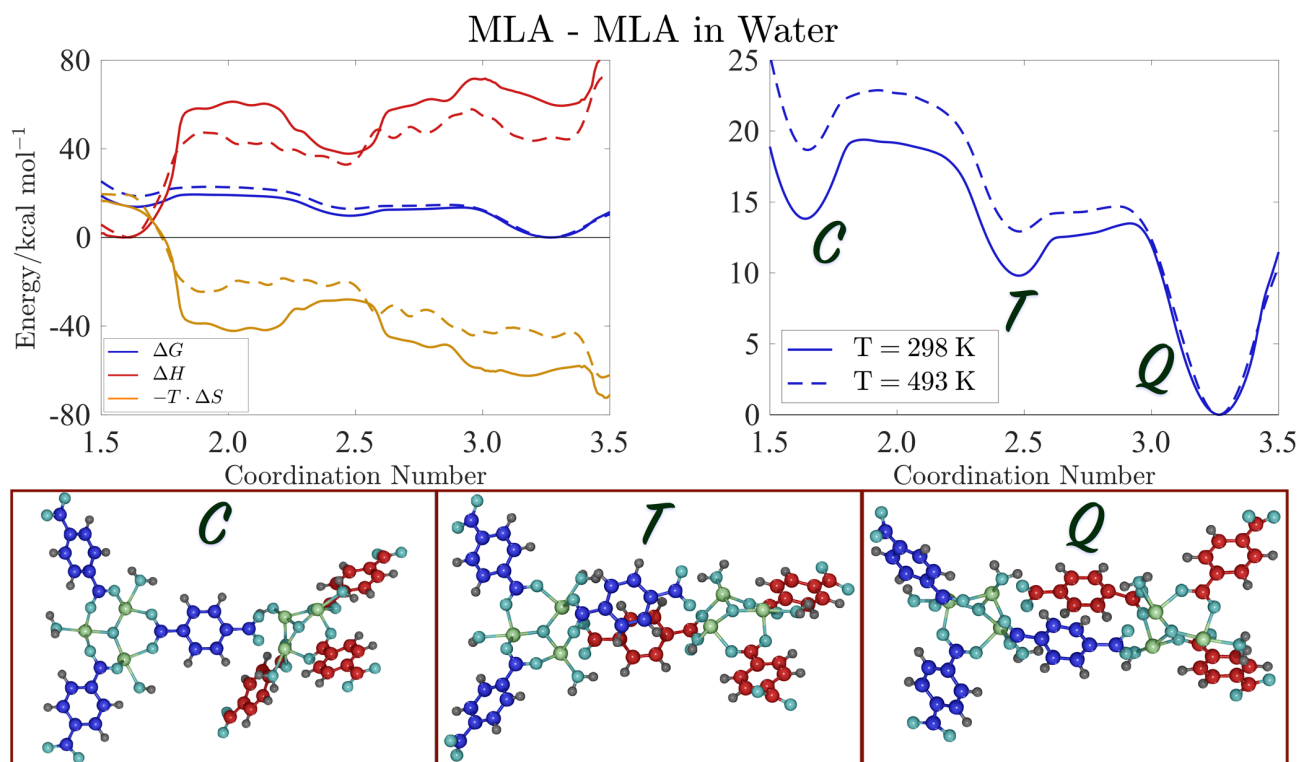 MLA - MLA in Water
Energy/kcal mol⁻¹
80
40
0
-40
-80
ΔG
ΔH
−T · ΔS
1.5 2.0 2.5 3.0 3.5
Coordination Number
25
20
15
10
5
0
C
T
Q
T = 298 K
T = 493 K
1.5 2.0 2.5 3.0 3.5
Coordination Number
C
T
Q